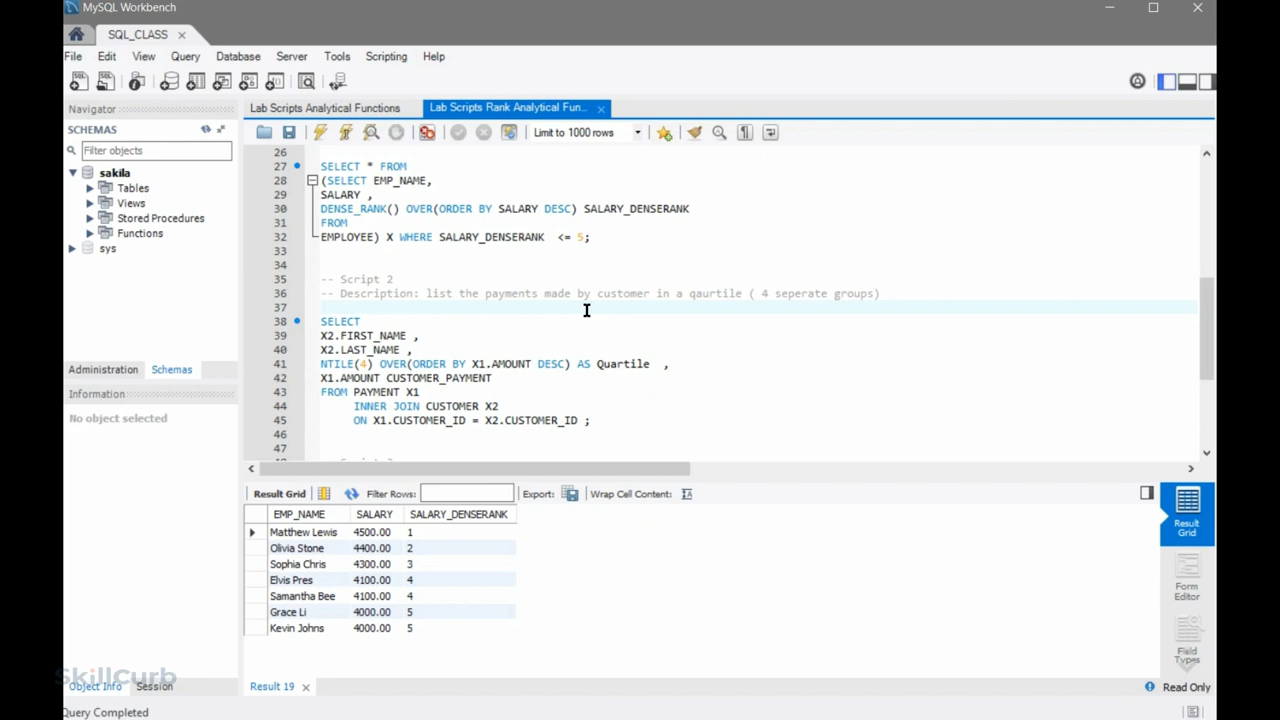 MySQL Workbench
SQL_CLASS
File Edit View Query Database Server Tools Scripting Help
Navigator
SCHEMAS
Filter objects
sakila
Tables
Views
Stored Procedures
Functions
sys
Administration Schemas
Information
No object selected
Object Info Session
Query Completed
Lab Scripts Analytical Functions Lab Scripts Rank Analytical Fun...
Limit to 1000 rows
26
27 SELECT * FROM
28 (SELECT EMP_NAME,
29 SALARY ,
30 DENSE_RANK() OVER(ORDER BY SALARY DESC) SALARY_DENSERANK
31 FROM
32 EMPLOYEE) X WHERE SALARY_DENSERANK <= 5;
33
34
35 -- Script 2
36 -- Description: list the payments made by customer in a qaurtile ( 4 seperate groups)
37
38 SELECT
39 X2.FIRST_NAME ,
40 X2.LAST_NAME ,
41 NTILE(4) OVER(ORDER BY X1.AMOUNT DESC) AS Quartile ,
42 X1.AMOUNT CUSTOMER_PAYMENT
43 FROM PAYMENT X1
44 INNER JOIN CUSTOMER X2
45 ON X1.CUSTOMER_ID = X2.CUSTOMER_ID ;
46
47
Result Grid Filter Rows: Export: Wrap Cell Content:
EMP_NAME SALARY SALARY_DENSERANK
Matthew Lewis 4500.00 1
Olivia Stone 4400.00 2
Sophia Chris 4300.00 3
Elvis Pres 4100.00 4
Samantha Bee 4100.00 4
Grace Li 4000.00 5
Kevin Johns 4000.00 5
Result Grid
Form Editor
Field Types
Result 19
Read Only
SkillCurb